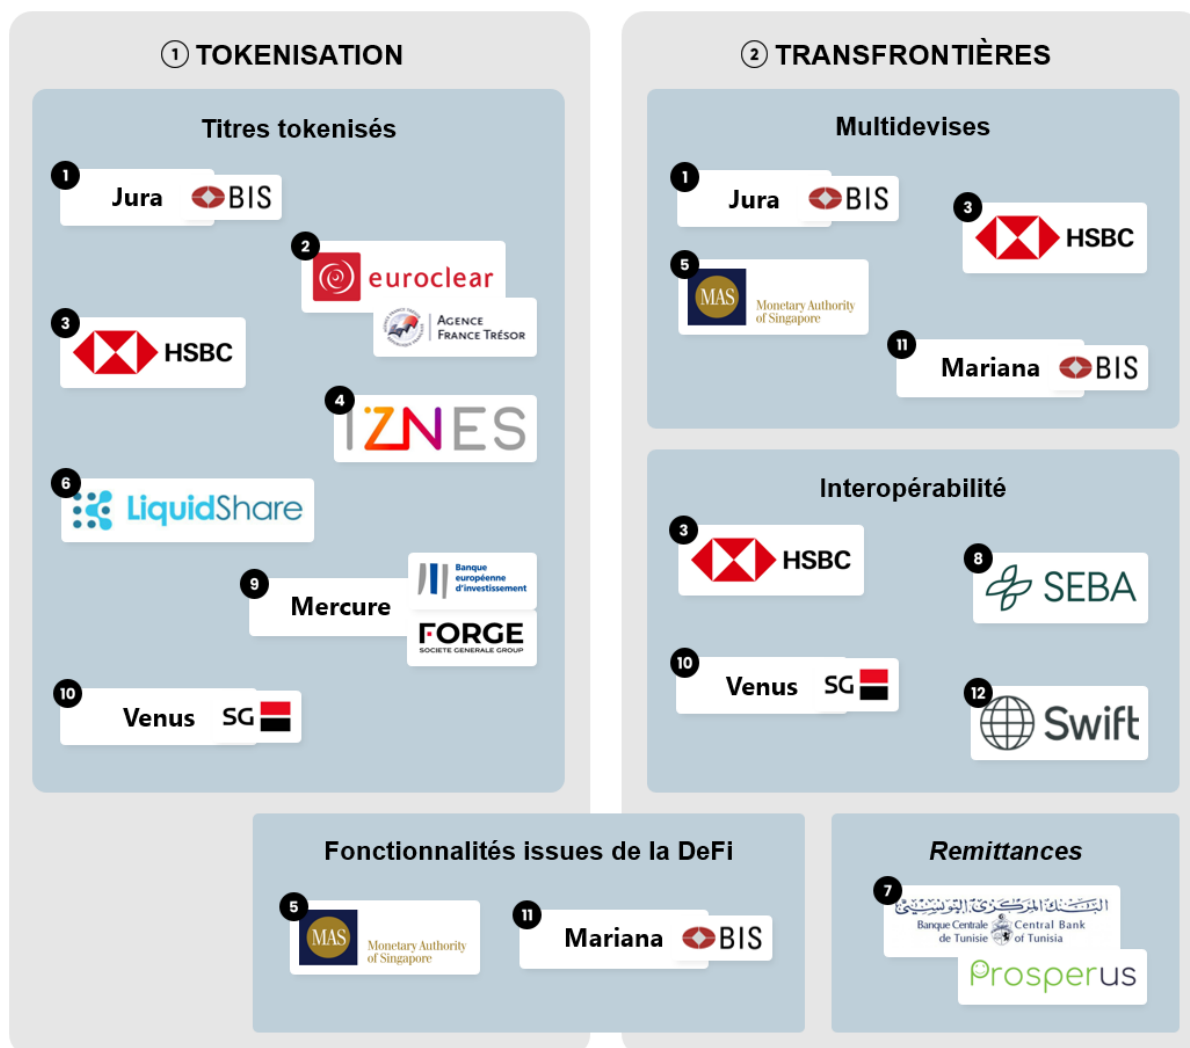 ① TOKENISATION
Titres tokenisés
1
Jura
BIS
2
euroclear
AGENCE
FRANCE TRÉSOR
3
HSBC
4
IZNES
6
LiquidShare
9
Mercure
Banque
européenne
d'investissement
FORGE
SOCIETE GENERALE GROUP
10
Venus
SG
② TRANSFRONTIÈRES
Multidevises
1
Jura
BIS
3
HSBC
5
MAS
Monetary Authority
of Singapore
11
Mariana
BIS
Interopérabilité
3
HSBC
8
SEBA
10
Venus
SG
12
Swift
Fonctionnalités issues de la DeFi
5
MAS
Monetary Authority
of Singapore
11
Mariana
BIS
Remittances
7
البنك المركزي التونسي
Banque Centrale Central Bank
de Tunisie of Tunisia
Prosperus